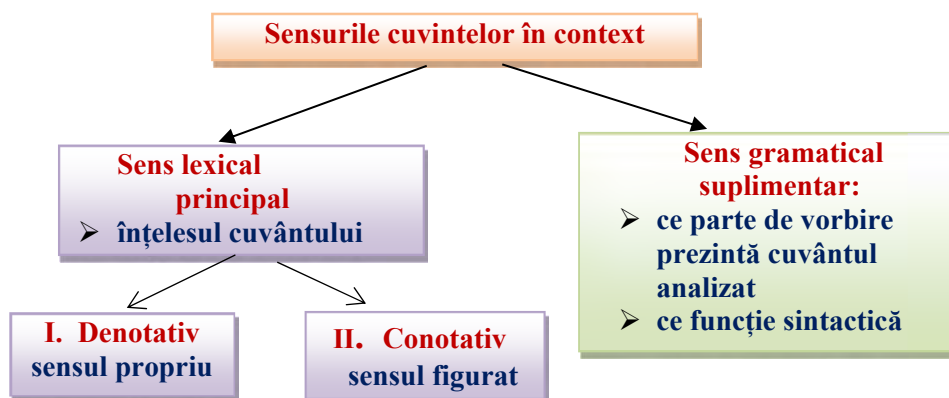 Sensurile cuvintelor în context
Sens lexical
principal
➢ înțelesul cuvântului
I. Denotativ
sensul propriu
II. Conotativ
sensul figurat
Sens gramatical
suplimentar:
➢ ce parte de vorbire
prezintă cuvântul
analizat
➢ ce funcție sintactică